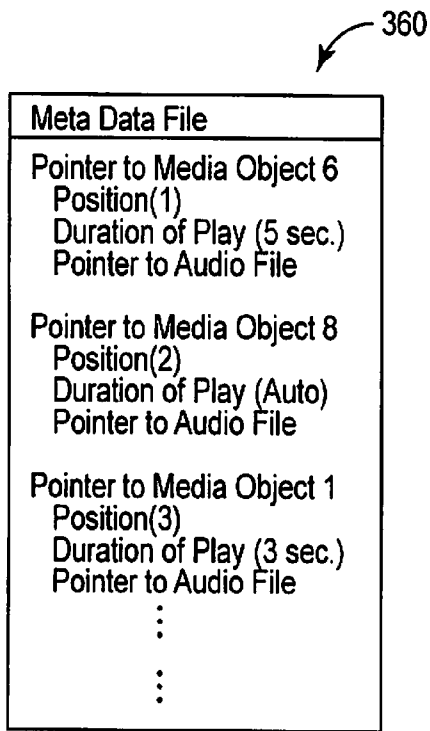 360
Meta Data File
Pointer to Media Object 6
Position(1)
Duration of Play (5 sec.)
Pointer to Audio File
Pointer to Media Object 8
Position(2)
Duration of Play (Auto)
Pointer to Audio File
Pointer to Media Object 1
Position(3)
Duration of Play (3 sec.)
Pointer to Audio File